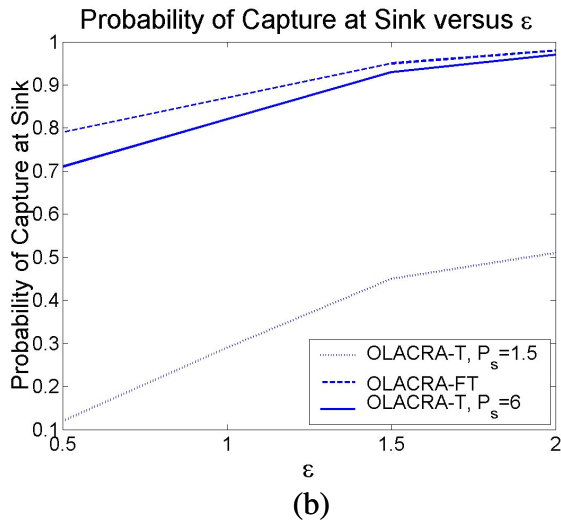 Probability of Capture at Sink versus ε
Probability of Capture at Sink
1
0.9
0.8
0.7
0.6
0.5
0.4
0.3
0.2
0.1
0.5
1
1.5
2
OLACRA-T, Pₛ=1.5
OLACRA-FT
OLACRA-T, Pₛ=6
ε
(b)